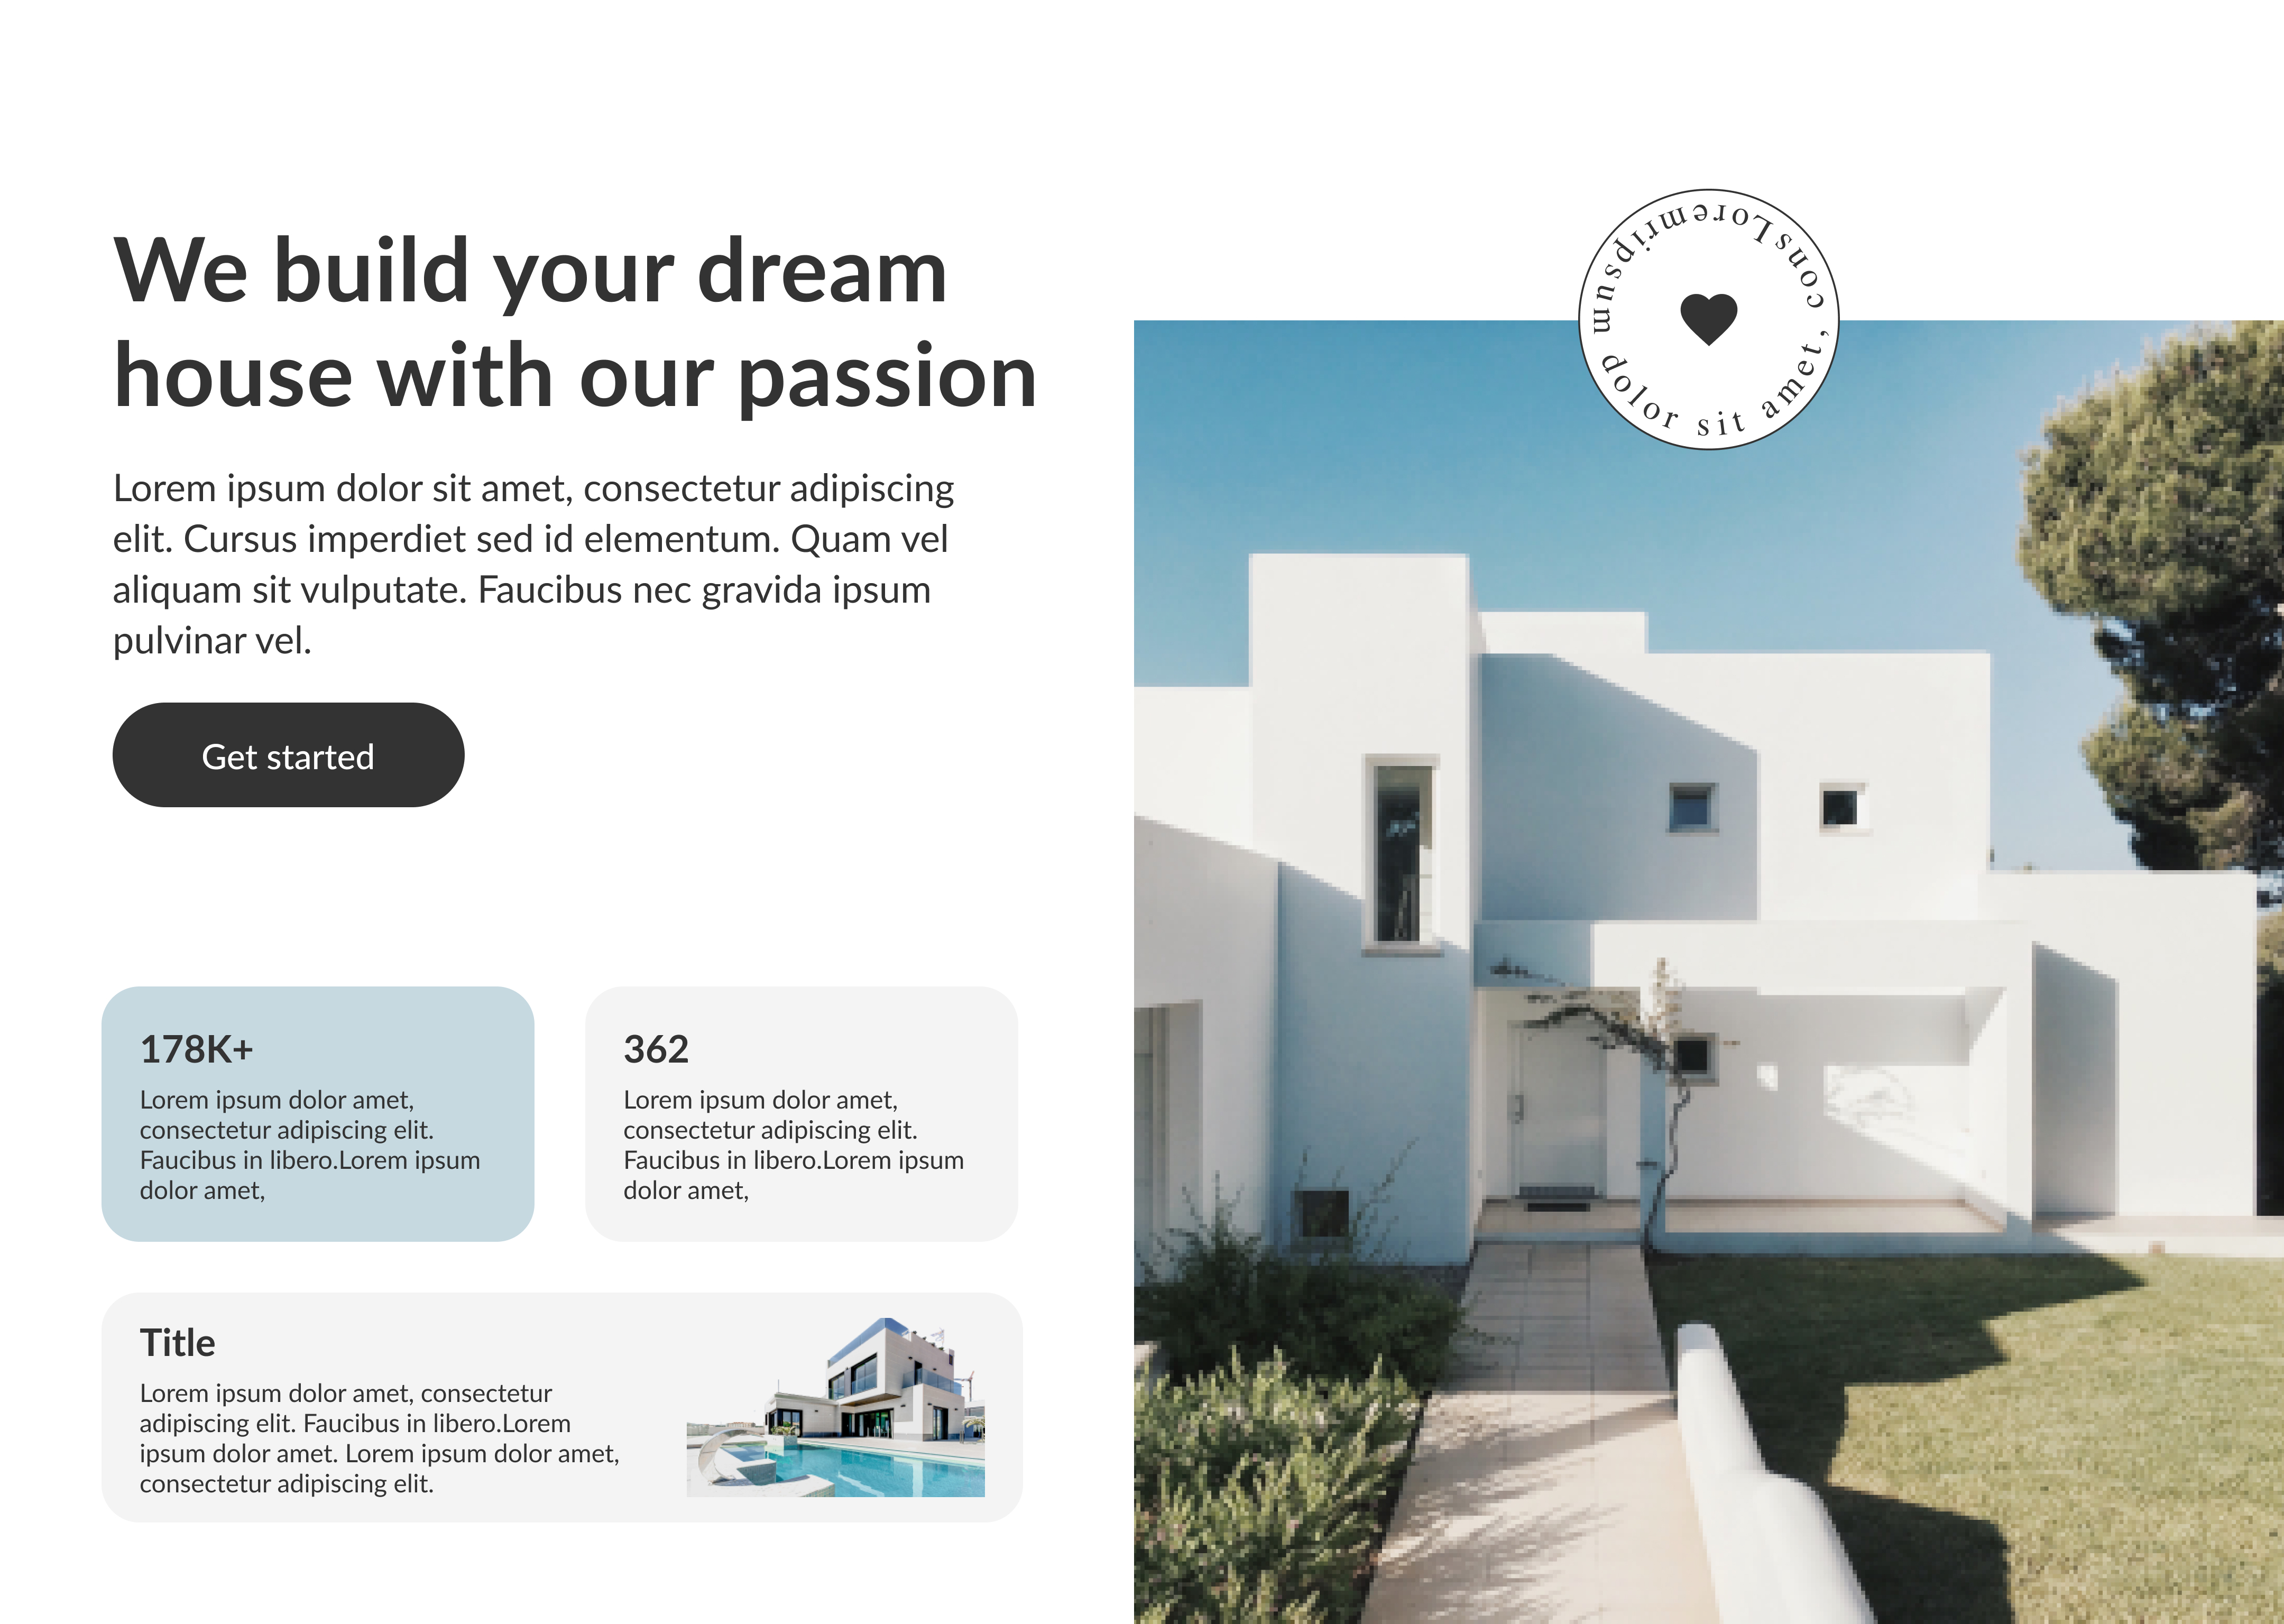 We build your dream
house with our passion
Lorem ipsum dolor sit amet, consectetur adipiscing
elit. Cursus imperdiet sed id elementum. Quam vel
aliquam sit vulputate. Faucibus nec gravida ipsum
pulvinar vel.
Get started
178K+
Lorem ipsum dolor amet,
consectetur adipiscing elit.
Faucibus in libero.Lorem ipsum
dolor amet,
362
Lorem ipsum dolor amet,
consectetur adipiscing elit.
Faucibus in libero.Lorem ipsum
dolor amet,
Title
Lorem ipsum dolor amet, consectetur
adipiscing elit. Faucibus in libero.Lorem
ipsum dolor amet. Lorem ipsum dolor amet,
consectetur adipiscing elit.
Loremripsum dolor sit amet, cons